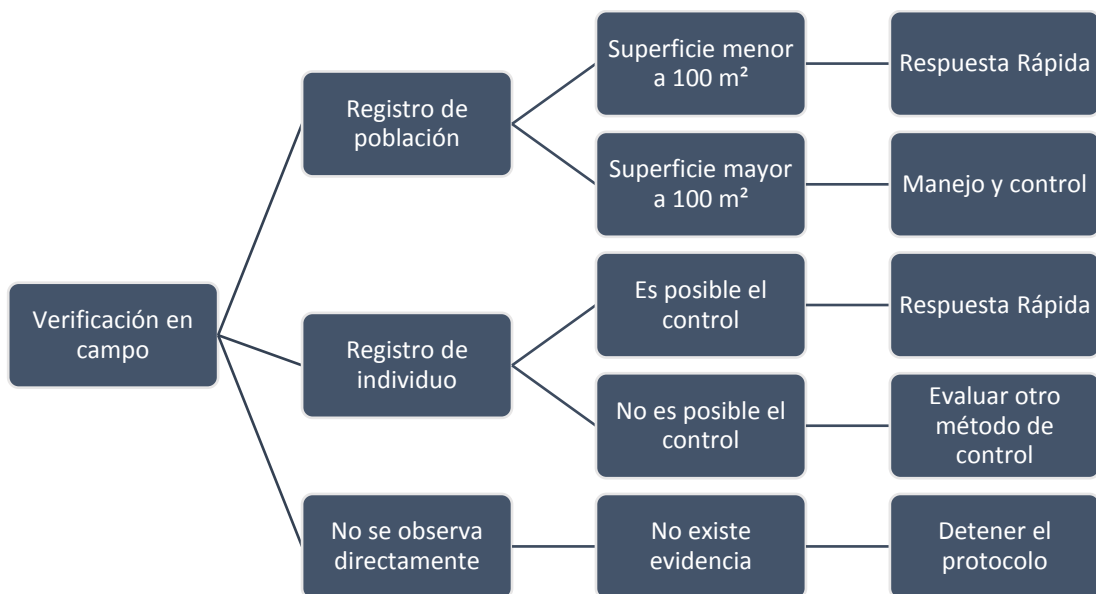 Verificación en
campo
Registro de
población
Superficie menor
a 100 m²
Respuesta Rápida
Superficie mayor
a 100 m²
Manejo y control
Registro de
individuo
Es posible el
control
Respuesta Rápida
No es posible el
control
Evaluar otro
método de
control
No se observa
directamente
No existe
evidencia
Detener el
protocolo